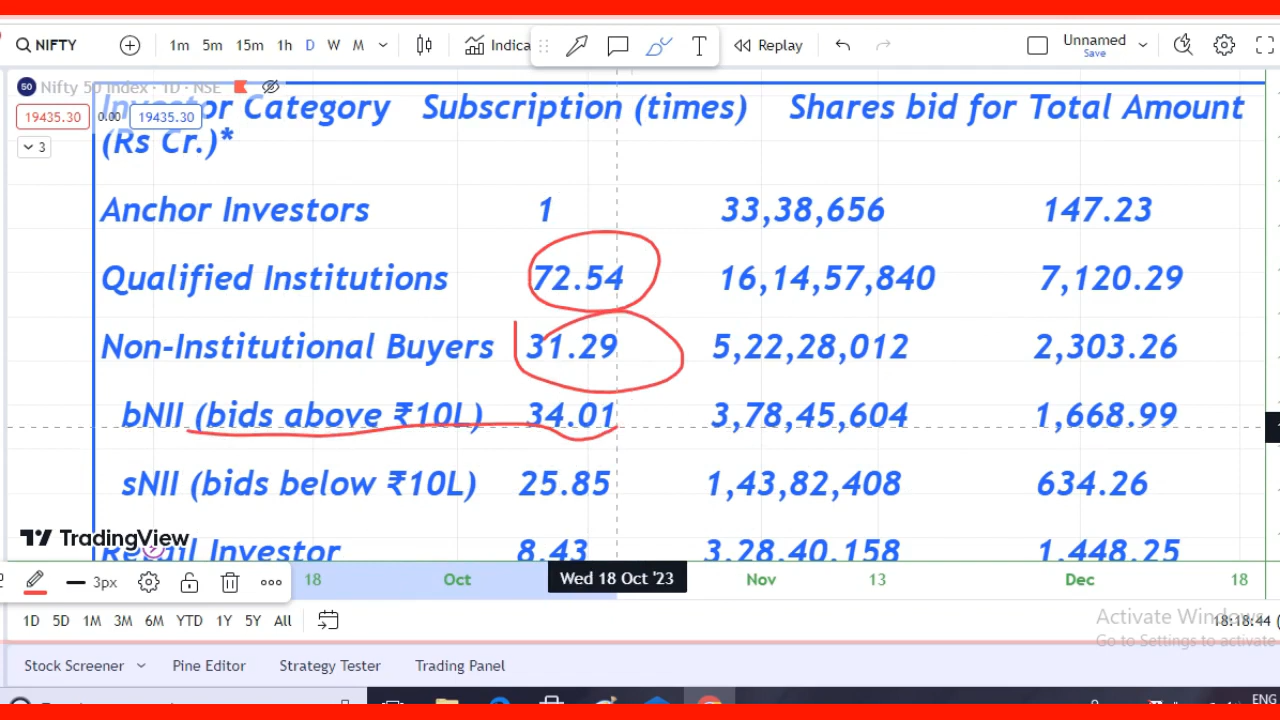 NIFTY 1m 5m 15m 1h D W M Indica Replay Unnamed
Save
50 Nifty 50 Index · 1D · NSE
Investor Category Subscription (times) Shares bid for Total Amount
19435.30 0.00 19435.30
(Rs Cr.)*
3
Anchor Investors 1 33,38,656 147.23
Qualified Institutions 72.54 16,14,57,840 7,120.29
Non-Institutional Buyers 31.29 5,22,28,012 2,303.26
bNII (bids above ₹10L) 34.01 3,78,45,604 1,668.99
sNII (bids below ₹10L) 25.85 1,43,82,408 634.26
TradingView
Retail Investor 8.43 3,28,40,158 1,448.25
3px 18 Oct Wed 18 Oct '23 Nov 13 Dec 18
1D 5D 1M 3M 6M YTD 1Y 5Y All 18:18:44 (
Activate Windows
Go to Settings to activate
Stock Screener Pine Editor Strategy Tester Trading Panel
ENG